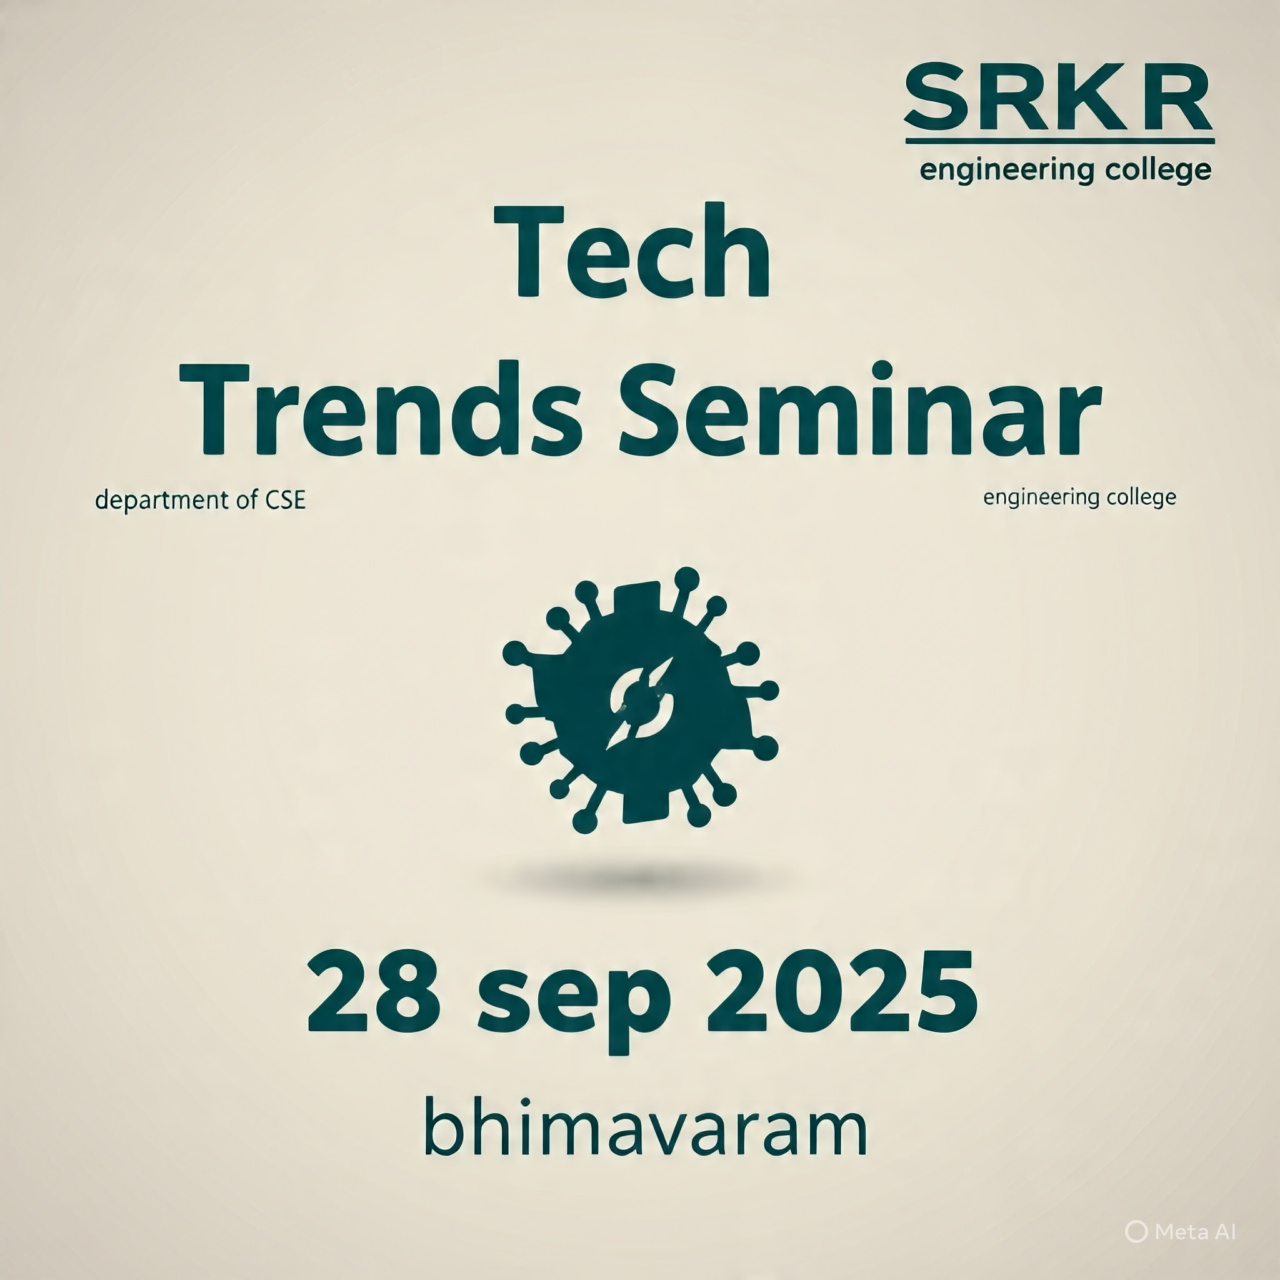 SRKR
engineering college
Tech
Trends Seminar
department of CSE
engineering college
28 sep 2025
bhimavaram
Meta AI